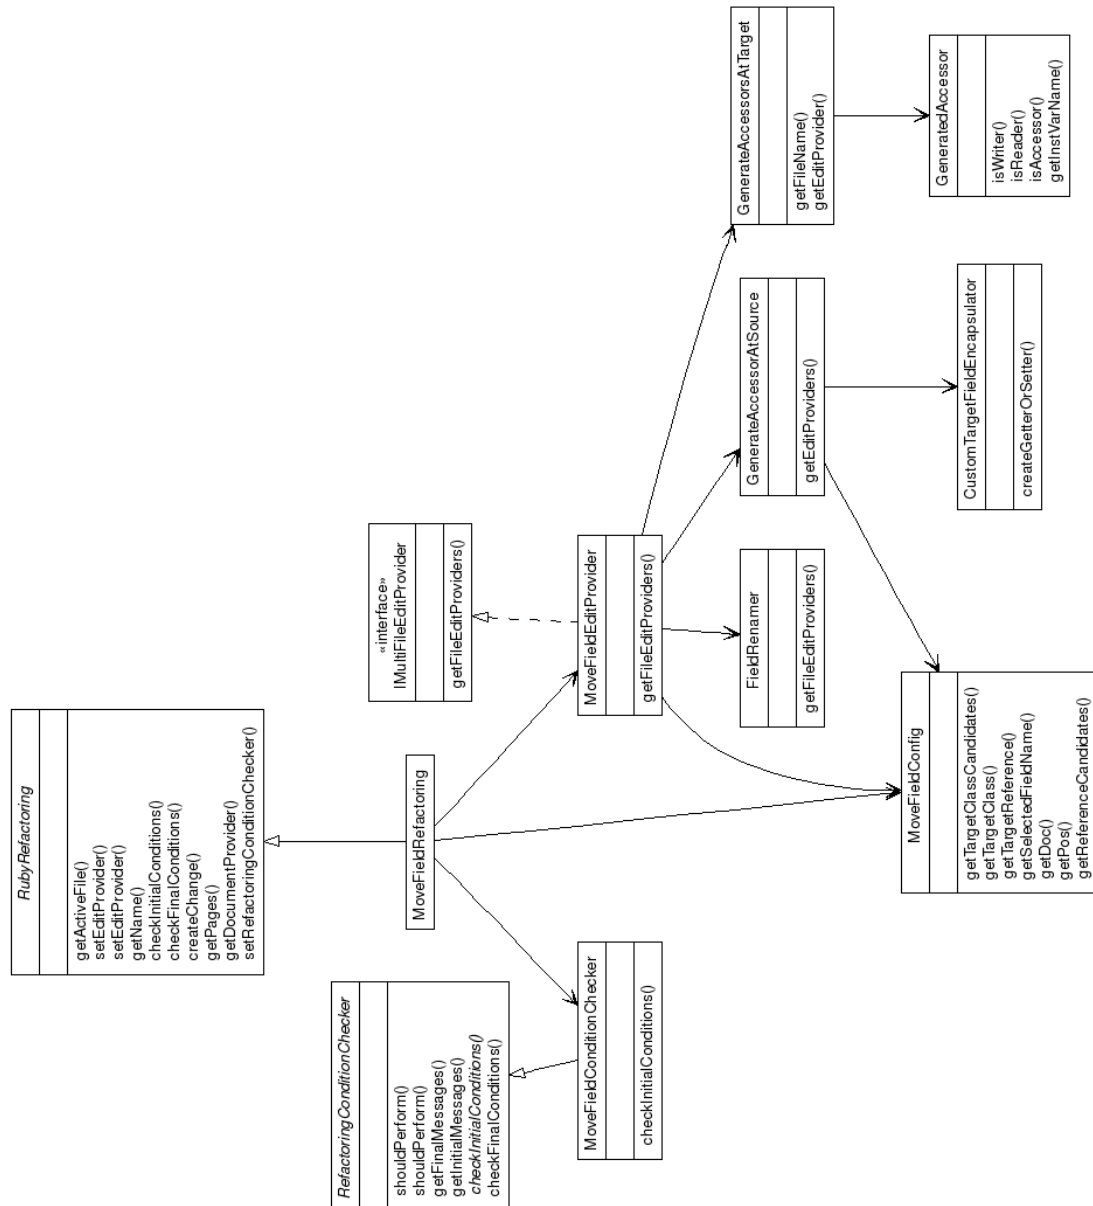 RubyRefactoring
getActiveFile()
setEditProvider()
setEditProvider()
getName()
checkInitialConditions()
checkFinalConditions()
createChange()
getPages()
getDocumentProvider()
setRefactoringConditionChecker()
RefactoringConditionChecker
shouldPerform()
shouldPerform()
getFinalMessages()
getInitialMessages()
checkInitialConditions()
checkFinalConditions()
MoveFieldRefactoring
«interface»
IMultiFileEditProvider
getFileEditProviders()
MoveFieldConditionChecker
checkInitialConditions()
MoveFieldEditProvider
getFileEditProviders()
MoveFieldConfig
getTargetClassCandidates()
getTargetClass()
getTargetReference()
getSelectedFieldName()
getDoc()
getPos()
getReferenceCandidates()
FieldRenamer
getFileEditProviders()
GenerateAccessorAtSource
getEditProviders()
GenerateAccessorsAtTarget
getFileName()
getEditProvider()
CustomTargetFieldEncapsulator
createGetterOrSetter()
GeneratedAccessor
isWriter()
isReader()
isAccessor()
getInstVarName()